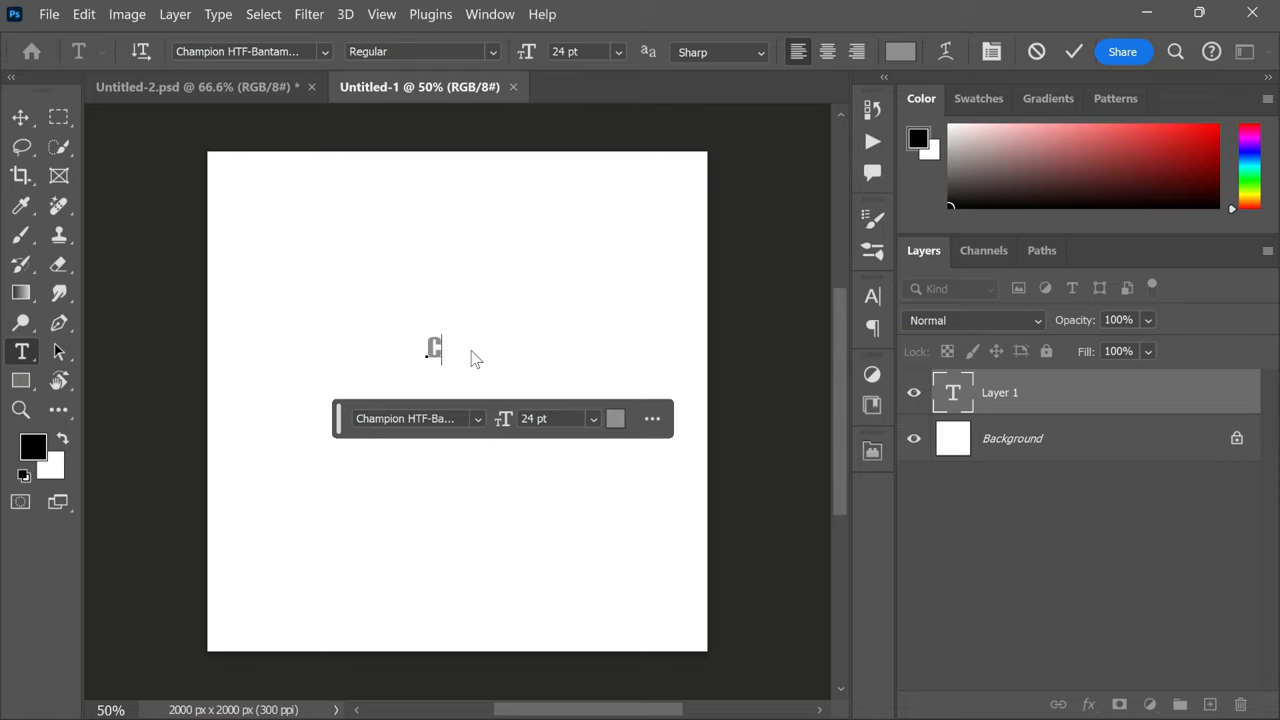 Ps File Edit Image Layer Type Select Filter 3D View Plugins Window Help
Champion HTF-Bantam... Regular 24 pt Sharp Share
Untitled-2.psd @ 66.6% (RGB/8#) * Untitled-1 @ 50% (RGB/8#)
Color Swatches Gradients Patterns
C
Champion HTF-Ba... 24 pt
Layers Channels Paths
Kind
Normal Opacity: 100%
Lock: Fill: 100%
Layer 1
Background
50% 2000 px x 2000 px (300 ppi)